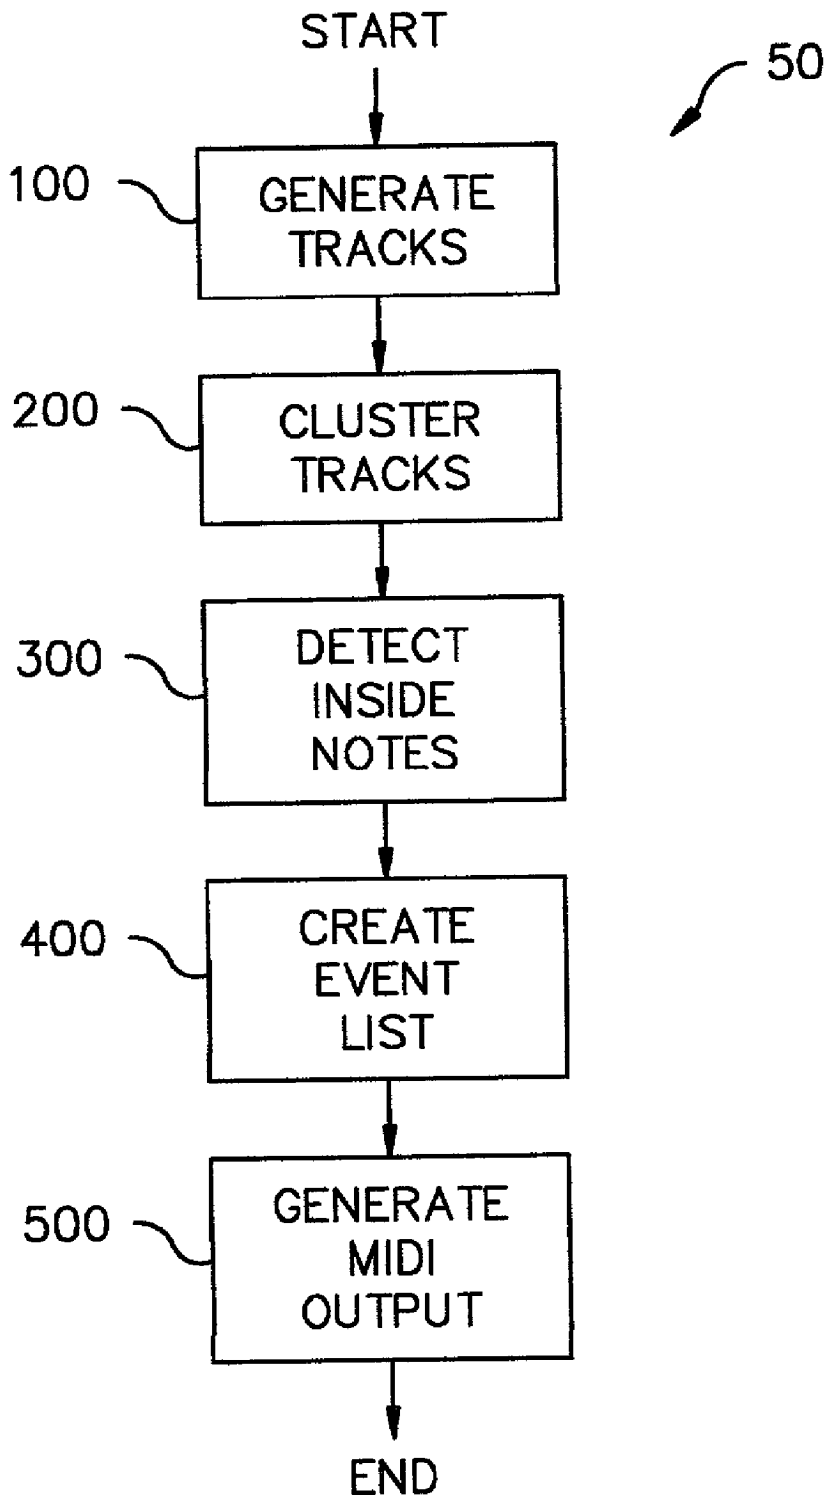 START
50
100
GENERATE
TRACKS
200
CLUSTER
TRACKS
300
DETECT
INSIDE
NOTES
400
CREATE
EVENT
LIST
500
GENERATE
MIDI
OUTPUT
END